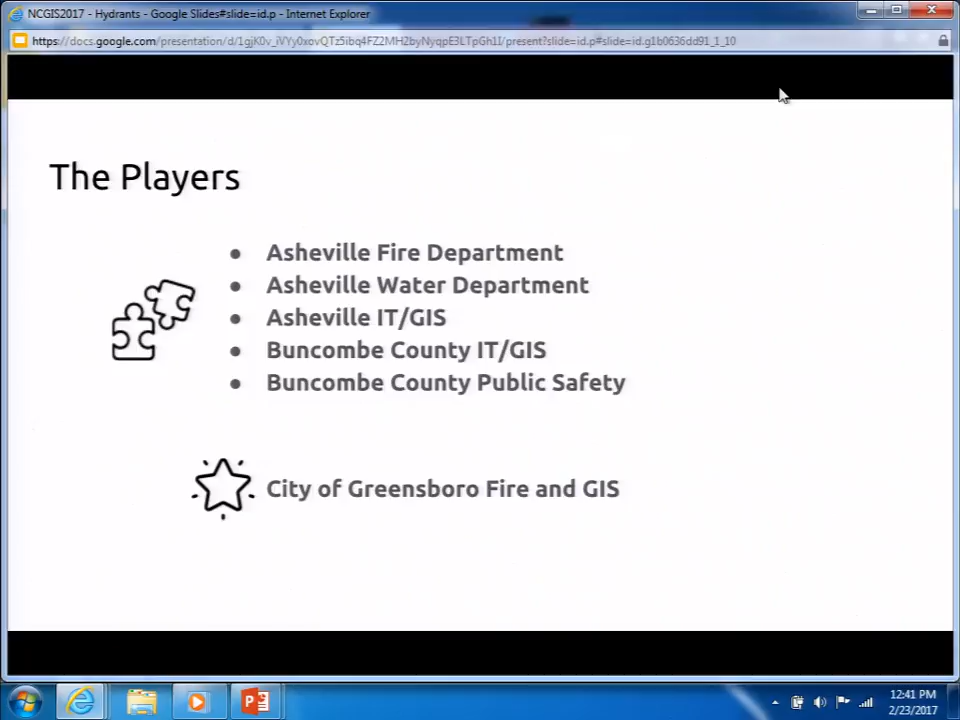 NCGIS2017 - Hydrants - Google Slides#slide=id.p - Internet Explorer
https://docs.google.com/presentation/d/1gjK0v_iVYy0xovQTz5ibq4FZ2MH2byNyqpE3LTpGh1I/present?slide=id.p#slide=id.g1b0636dd91_1_10
The Players
● Asheville Fire Department
● Asheville Water Department
● Asheville IT/GIS
● Buncombe County IT/GIS
● Buncombe County Public Safety
City of Greensboro Fire and GIS
12:41 PM
2/23/2017